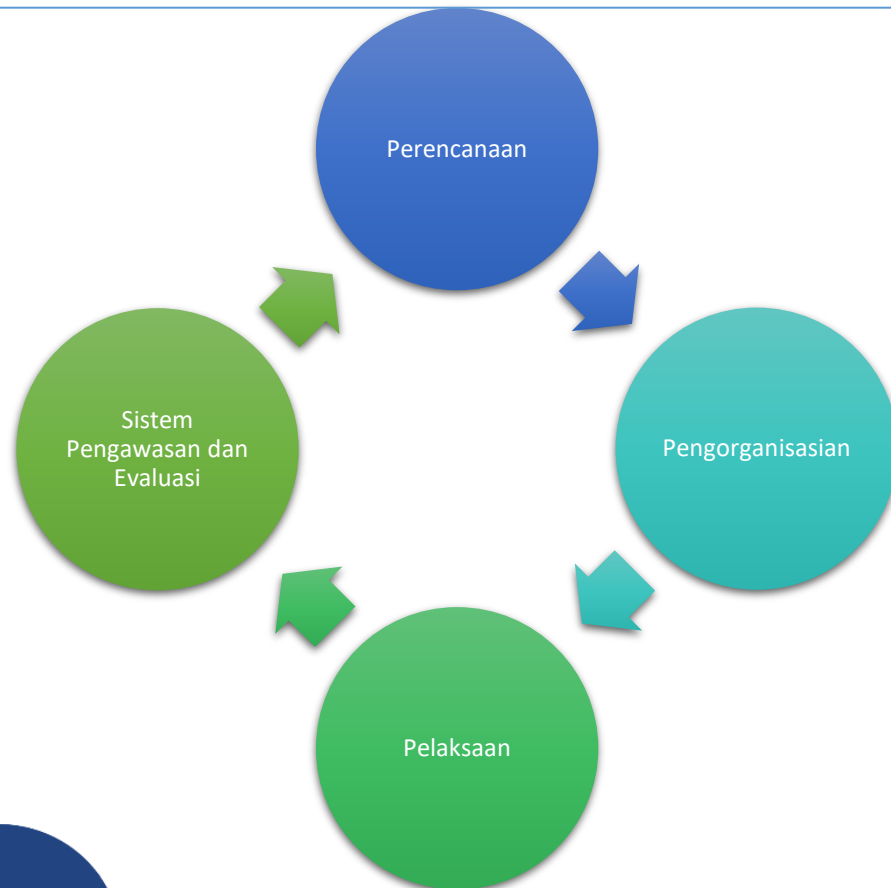 Perencanaan
Pengorganisasian
Pelaksaan
Sistem
Pengawasan dan
Evaluasi